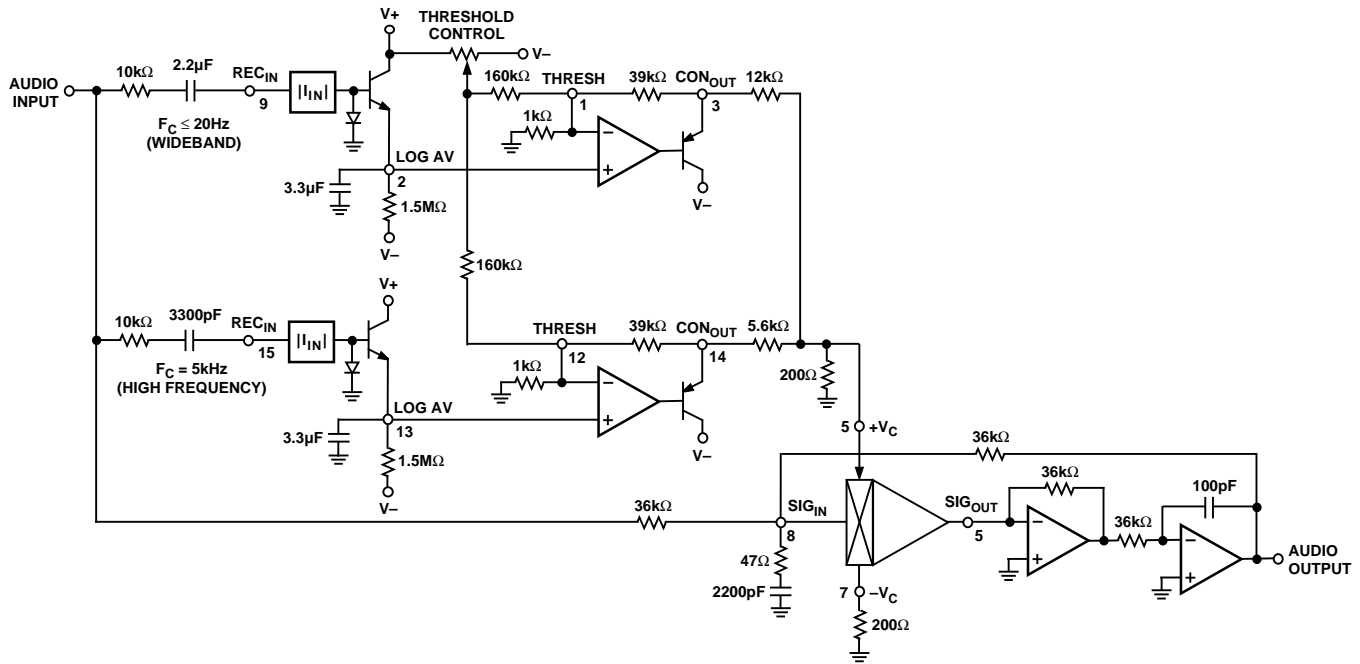 V+
THRESHOLD
CONTROL
V–
AUDIO
INPUT
10kΩ
2.2µF
REC_IN
9
|I_IN|
F_C ≤ 20Hz
(WIDEBAND)
160kΩ
THRESH
1
39kΩ
CON_OUT
3
12kΩ
1kΩ
–
+
V–
LOG AV
2
3.3µF
1.5MΩ
V–
160kΩ
V+
10kΩ
3300pF
REC_IN
15
|I_IN|
F_C = 5kHz
(HIGH FREQUENCY)
THRESH
12
39kΩ
CON_OUT
14
5.6kΩ
1kΩ
–
+
V–
200Ω
LOG AV
13
3.3µF
1.5MΩ
V–
5
+V_C
36kΩ
36kΩ
SIG_IN
8
SIG_OUT
5
36kΩ
–
+
36kΩ
100pF
–
+
AUDIO
OUTPUT
47Ω
2200pF
7
–V_C
200Ω